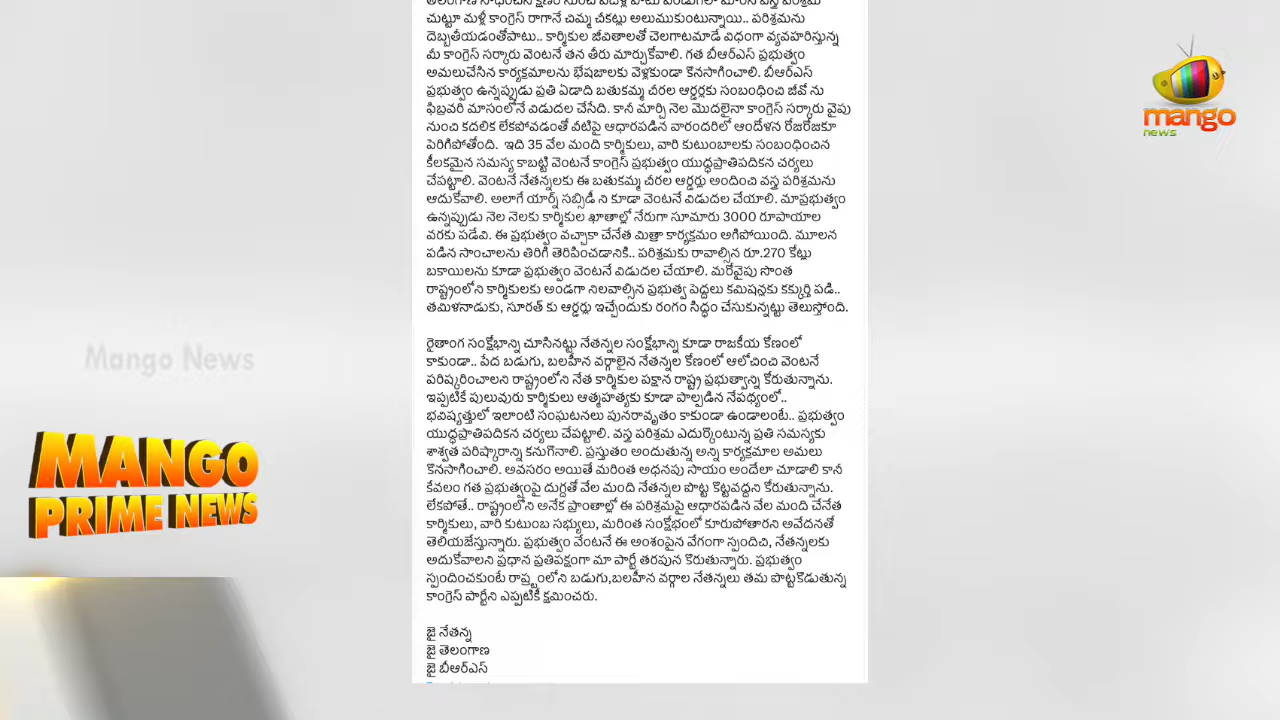 తెలంగాణ సాధించిన క్షణం నుంచి పదేళ్ల పాటు పండుగలా మారిన వస్త్ర పరిశ్రమ
చుట్టూ మళ్లీ కాంగ్రెస్ రాగానే చిమ్మ చీకట్లు అలుముకుంటున్నాయి.. పరిశ్రమను
దెబ్బతీయడంతోపాటు.. కార్మికుల జీవితాలతో చెలగాటమాడే విధంగా వ్యవహరిస్తున్న
మీ కాంగ్రెస్ సర్కారు వెంటనే తన తీరు మార్చుకోవాలి. గత బీఆర్ఎస్ ప్రభుత్వం
అమలుచేసిన కార్యక్రమాలను భేషజాలకు వెళ్లకుండా కొనసాగించాలి. బీఆర్ఎస్
ప్రభుత్వం ఉన్నప్పుడు ప్రతి ఏడాది బతుకమ్మ చీరల ఆర్డర్లకు సంబంధించి జీవో ను
ఫిబ్రవరి మాసంలోనే విడుదల చేసేది. కానీ మార్చి నెల మొదలైనా కాంగ్రెస్ సర్కారు వైపు
నుంచి కదలిక లేకపోవడంతో వీటిపై ఆధారపడిన వారందరిలో ఆందోళన రోజురోజుకూ
పెరిగిపోతోంది. ఇది 35 వేల మంది కార్మికులు, వారి కుటుంబాలకు సంబంధించిన
కీలకమైన సమస్య కాబట్టి వెంటనే కాంగ్రెస్ ప్రభుత్వం యుద్ధప్రాతిపదికన చర్యలు
చేపట్టాలి. వెంటనే నేతన్నలకు ఈ బతుకమ్మ చీరల ఆర్డర్లు అందించి వస్త్ర పరిశ్రమను
ఆదుకోవాలి. అలాగే యార్న్ సబ్సిడీ ని కూడా వెంటనే విడుదల చేయాలి. మాప్రభుత్వం
ఉన్నప్పుడు నెల నెలకు కార్మికుల ఖాతాల్లో నేరుగా సుమారు 3000 రూపాయల
వరకు పడేవి. ఈ ప్రభుత్వం వచ్చాకా చేనేత మిత్రా కార్యక్రమం ఆగిపోయింది. మూలన
పడిన సాంచాలను తిరిగి తెరిపించడానికి.. పరిశ్రమకు రావాల్సిన రూ.270 కోట్లు
బకాయిలను కూడా ప్రభుత్వం వెంటనే విడుదల చేయాలి. మరోవైపు సొంత
రాష్ట్రంలోని కార్మికులకు అండగా నిలవాల్సిన ప్రభుత్వ పెద్దలు కమిషన్లకు కక్కుర్తి పడి..
తమిళనాడుకు, సూరత్ కు ఆర్డర్లు ఇచ్చేందుకు రంగం సిద్ధం చేసుకున్నట్టు తెలుస్తోంది.
రైతాంగ సంక్షోభాన్ని చూసినట్టు నేతన్నల సంక్షోభాన్ని కూడా రాజకీయ కోణంలో
కాకుండా.. పేద బడుగు, బలహీన వర్గాలైన నేతన్నల కోణంలో ఆలోచించి వెంటనే
పరిష్కరించాలని రాష్ట్రంలోని నేత కార్మికుల పక్షాన రాష్ట్ర ప్రభుత్వాన్ని కోరుతున్నాను.
ఇప్పటికే పులువురు కార్మికులు ఆత్మహత్యకు కూడా పాల్పడిన నేపథ్యంలో..
భవిష్యత్తులో ఇలాంటి సంఘటనలు పునరావృతం కాకుండా ఉండాలంటే.. ప్రభుత్వం
యుద్ధప్రాతిపదికన చర్యలు చేపట్టాలి. వస్త్ర పరిశ్రమ ఎదుర్కొంటున్న ప్రతి సమస్యకు
శాశ్వత పరిష్కారాన్ని కనుగొనాలి. ప్రస్తుతం అందుతున్న అన్ని కార్యక్రమాల అమలు
కొనసాగించాలి. అవసరం అయితే మరింత అధనపు సాయం అందేలా చూడాలి కానీ
కేవలం గత ప్రభుత్వంపై దుగ్ధతో వేల మంది నేతన్నల పొట్ట కొట్టవద్దని కోరుతున్నాను.
లేకపోతే.. రాష్ట్రంలోని అనేక ప్రాంతాల్లో ఈ పరిశ్రమపై ఆధారపడిన వేల మంది చేనేత
కార్మికులు, వారి కుటుంబ సభ్యులు, మరింత సంక్షోభంలో కూరుపోతారని ఆవేదనతో
తెలియజేస్తున్నారు. ప్రభుత్వం వేంటనే ఈ అంశంపైన వేగంగా స్పందించి, నేతన్నలకు
అదుకోవాలని ప్రధాన ప్రతిపక్షంగా మా పార్టీ తరపున కొరుతున్నారు. ప్రభుత్వం
స్పందించకుంటే రాష్ర్టంలోని బడుగు,బలహీన వర్గాల నేతన్నలు తమ పొట్టకొడుతున్న
కాంగ్రెస్ పార్టీని ఎప్పటికీ క్షమించరు.
జై నేతన్న
జై తెలంగాణ
జై బీఆర్ఎస్
mango
news
Mango News
MANGO
PRIME NEWS